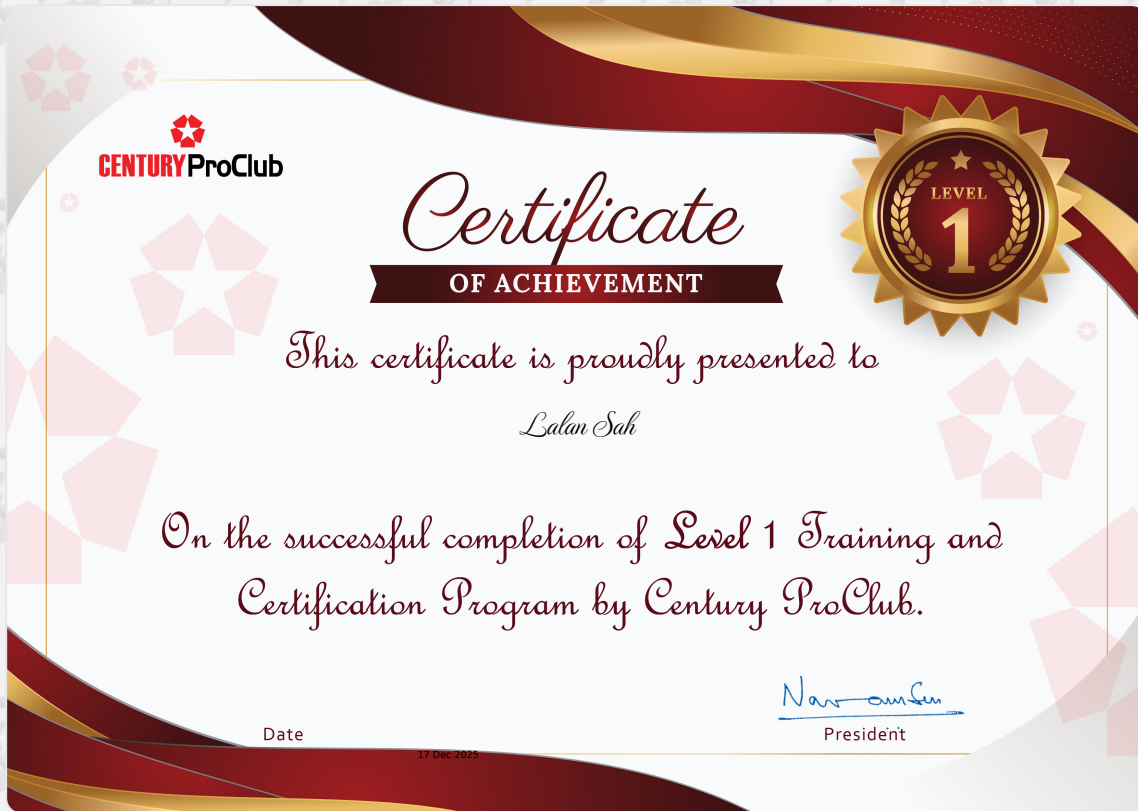 CENTURY ProClub
LEVEL
1
Certificate
OF ACHIEVEMENT
This certificate is proudly presented to
Lalan Sah
On the successful completion of Level 1 Training and
Certification Program by Century ProClub.
Date
President
17 Dec 2025